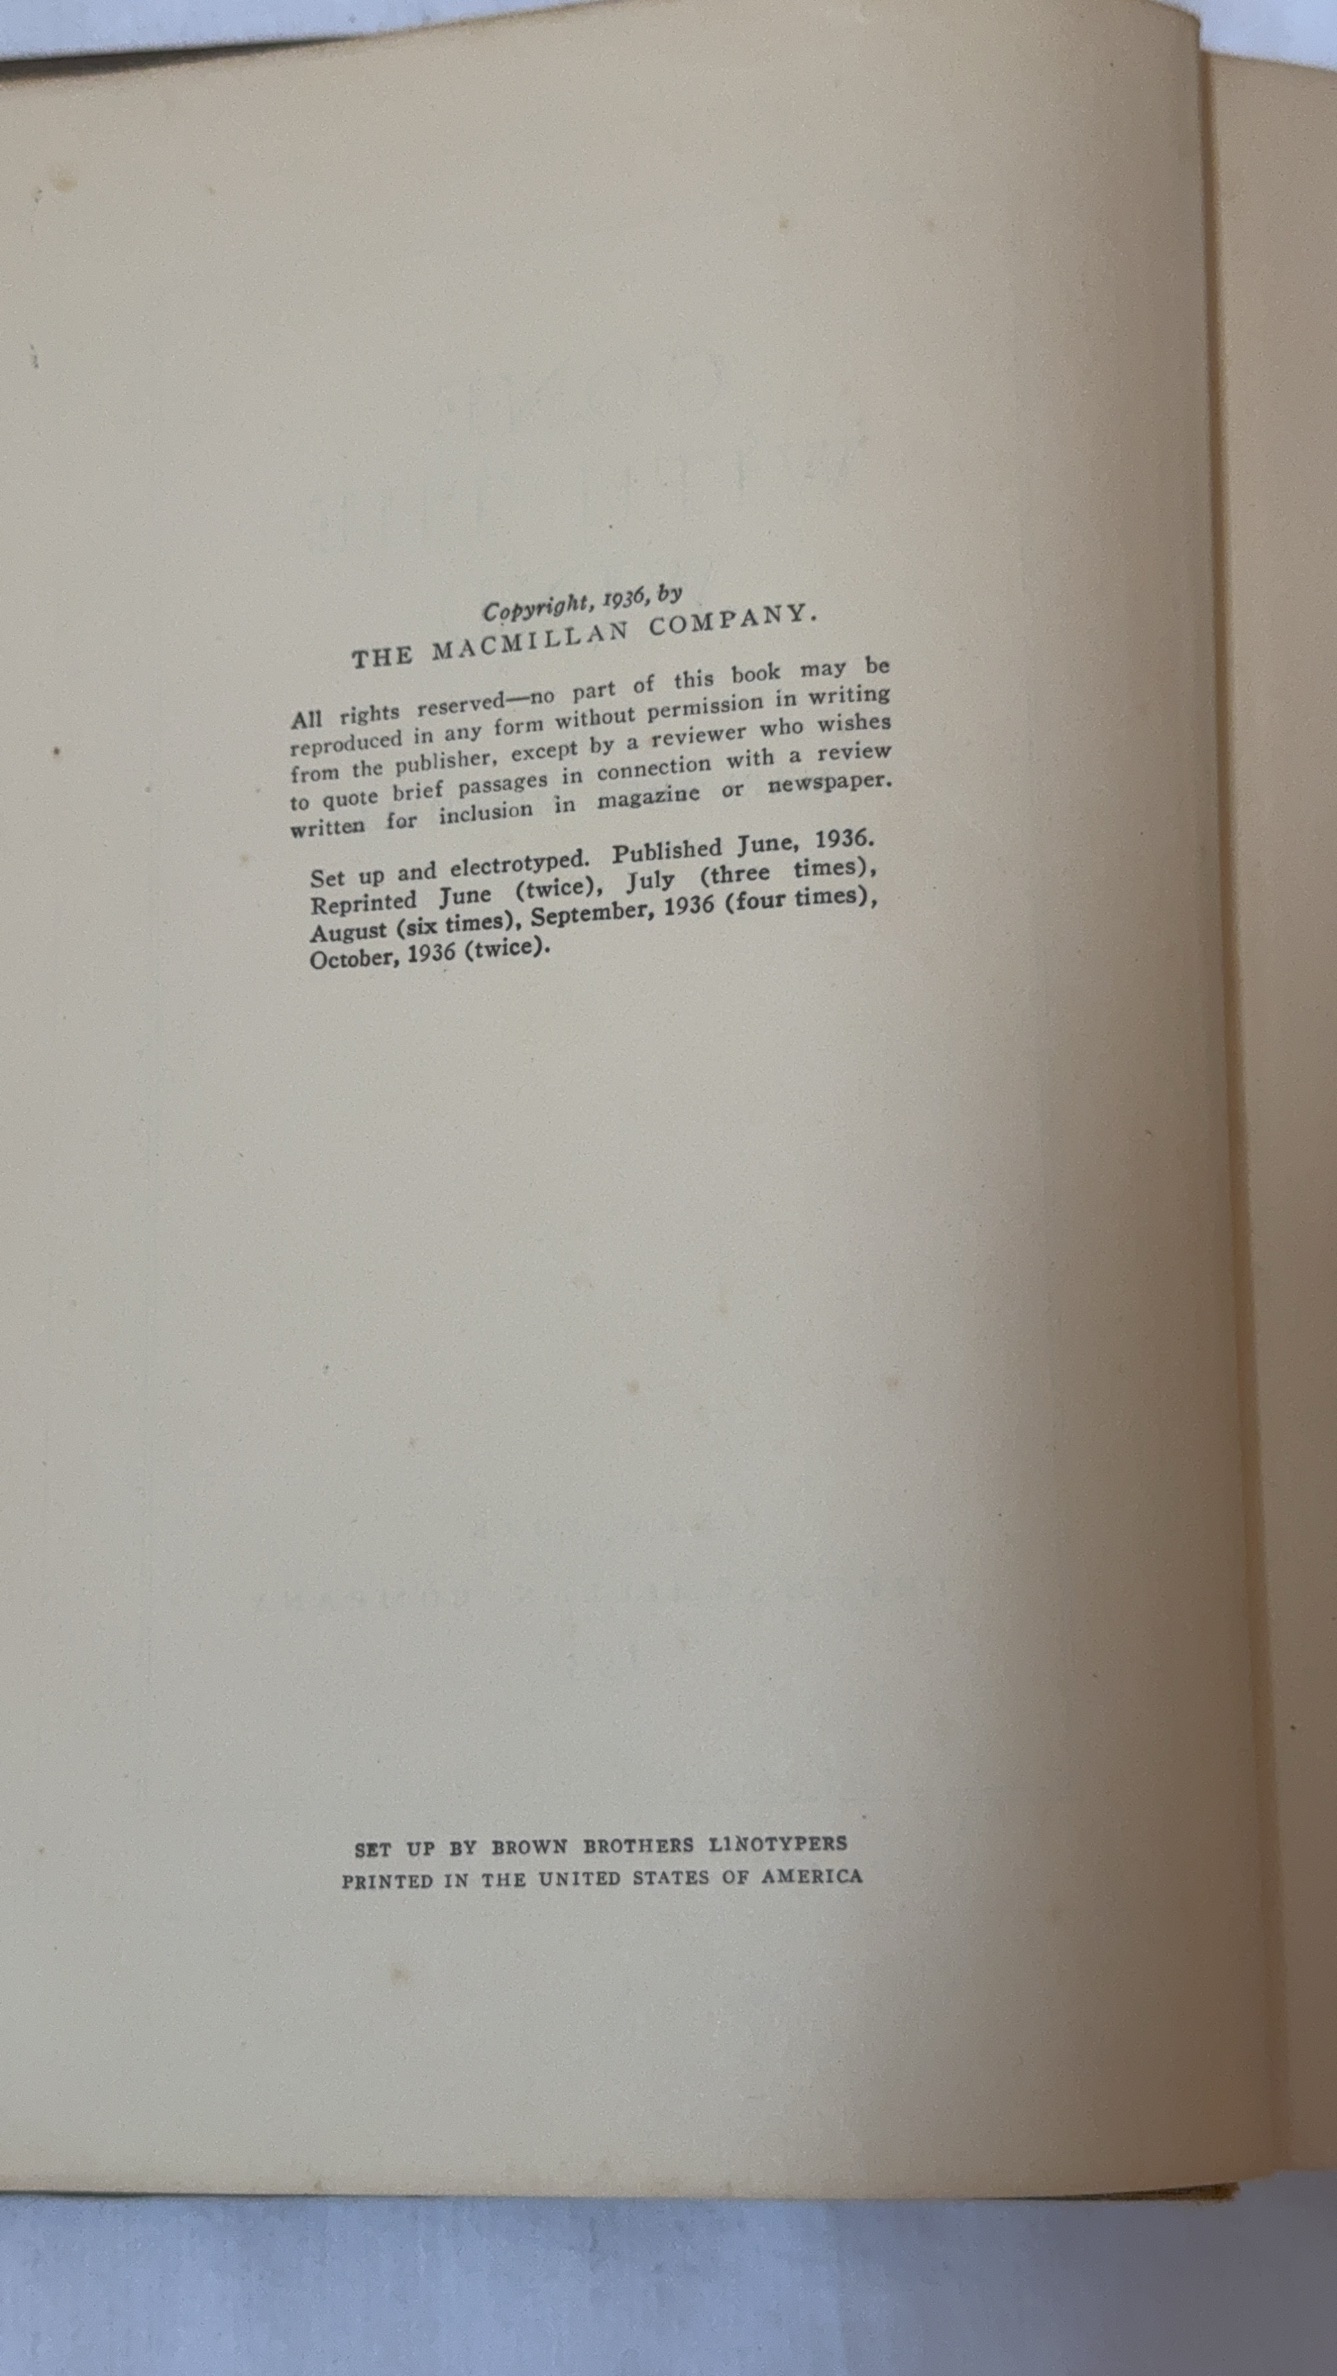 Copyright, 1936, by
THE MACMILLAN COMPANY.
All rights reserved—no part of this book may be
reproduced in any form without permission in writing
from the publisher, except by a reviewer who wishes
to quote brief passages in connection with a review
written for inclusion in magazine or newspaper.
Set up and electrotyped. Published June, 1936.
Reprinted June (twice), July (three times),
August (six times), September, 1936 (four times),
October, 1936 (twice).
SET UP BY BROWN BROTHERS LINOTYPERS
PRINTED IN THE UNITED STATES OF AMERICA